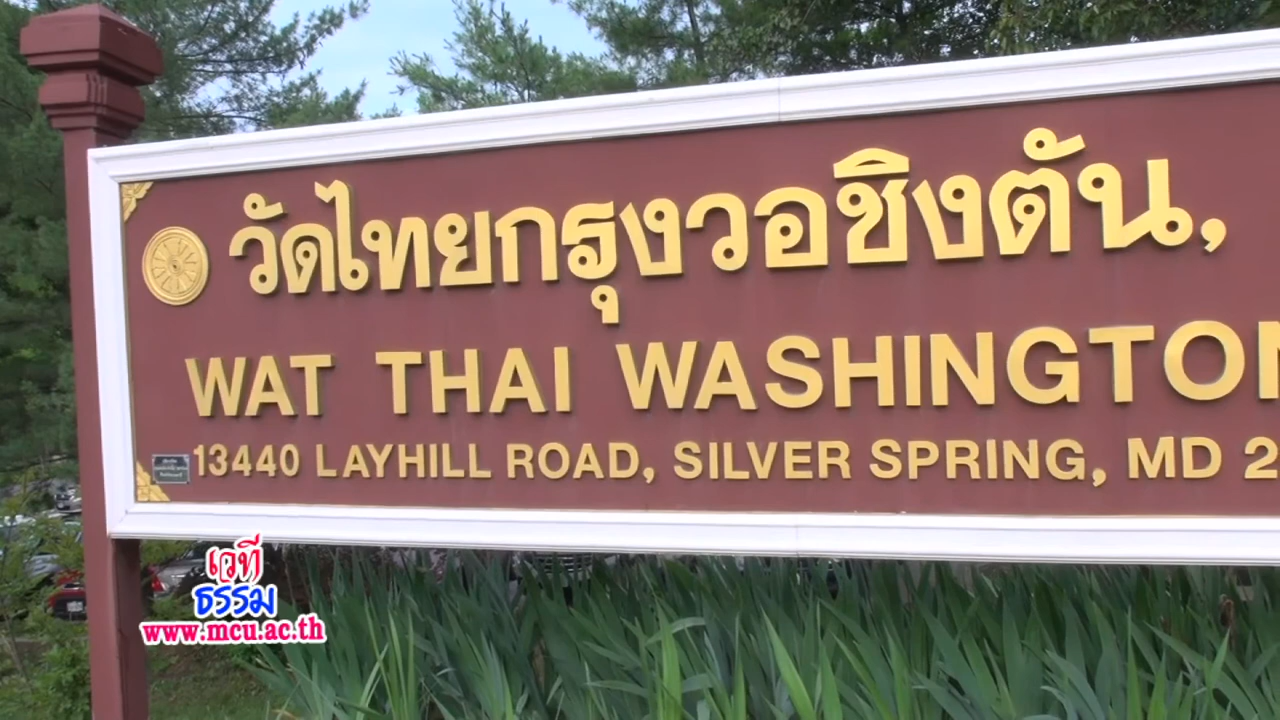 วัดไทยกรุงวอชิงตัน,
WAT THAI WASHINGTON
13440 LAYHILL ROAD, SILVER SPRING, MD 2
เวที
ธรรม
www.mcu.ac.th